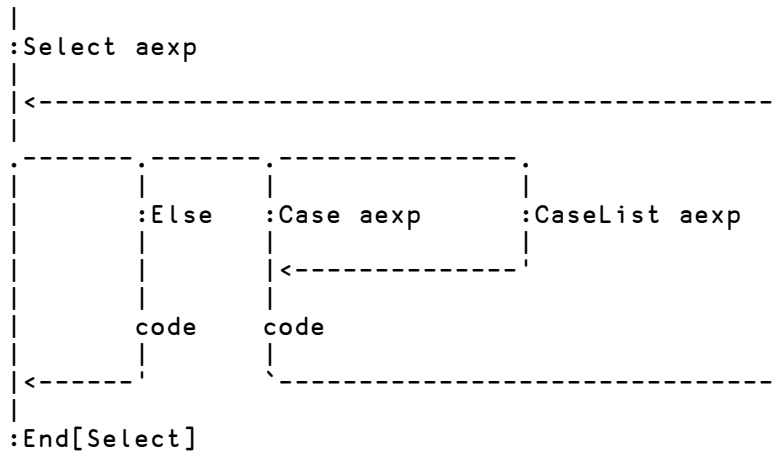 :Select aexp
:Else :Case aexp :CaseList aexp
code code
:End[Select]